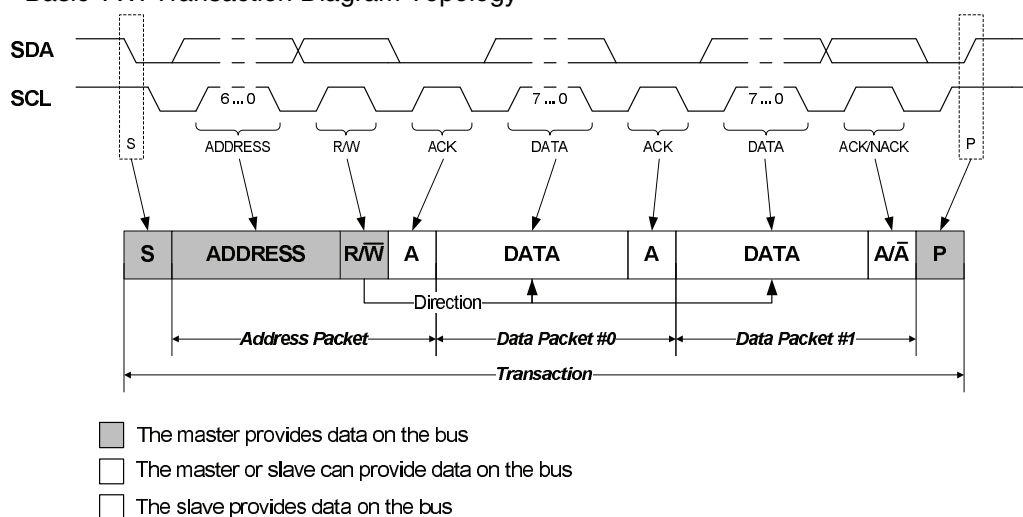 SDA
SCL
6 ... 0 7 ... 0 7 ... 0
S ADDRESS R/W ACK DATA ACK DATA ACK/NACK P
S ADDRESS R/W̅ A DATA A DATA A/A̅ P
Direction
Address Packet Data Packet #0 Data Packet #1
Transaction
The master provides data on the bus
The master or slave can provide data on the bus
The slave provides data on the bus